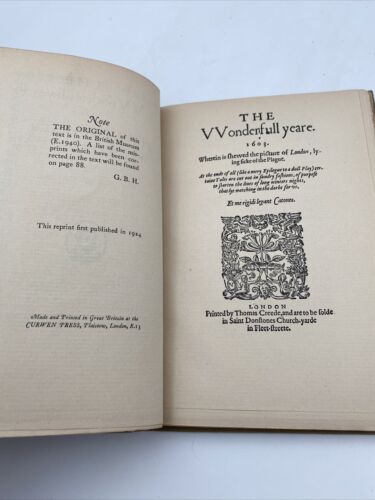 Note
THE ORIGINAL of this
text is in the British Museum
(E.1940). A list of the mis-
prints which have been cor-
rected in the text will be found
on page 88.
G. B. H.
This reprint first published in 1924
Made and Printed in Great Britain at
CURWEN PRESS, Plaistow, London, E.13
THE
VVonderfull yeare.
1603.
Wherein is shewed the picture of London, ly-
ing sicke of the Plague.
At the ende of all (like a mery Epilogue to a dull Play) cer-
taine Tales are cut out in sundry fashions, of purpose
to shorten the lives of long winters nights,
that lye watching in the darke for vs.
Et me rigidi legant Catones.
LONDON
Printed by Thomas Creede, and are to be solde
in Saint Donstones Church-yarde
in Fleet-streete.